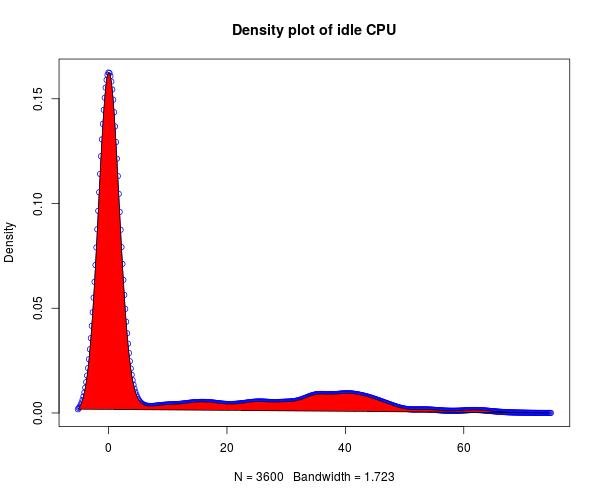 Density plot of idle CPU
Density
0.15
0.10
0.05
0.00
0 20 40 60
N = 3600 Bandwidth = 1.723